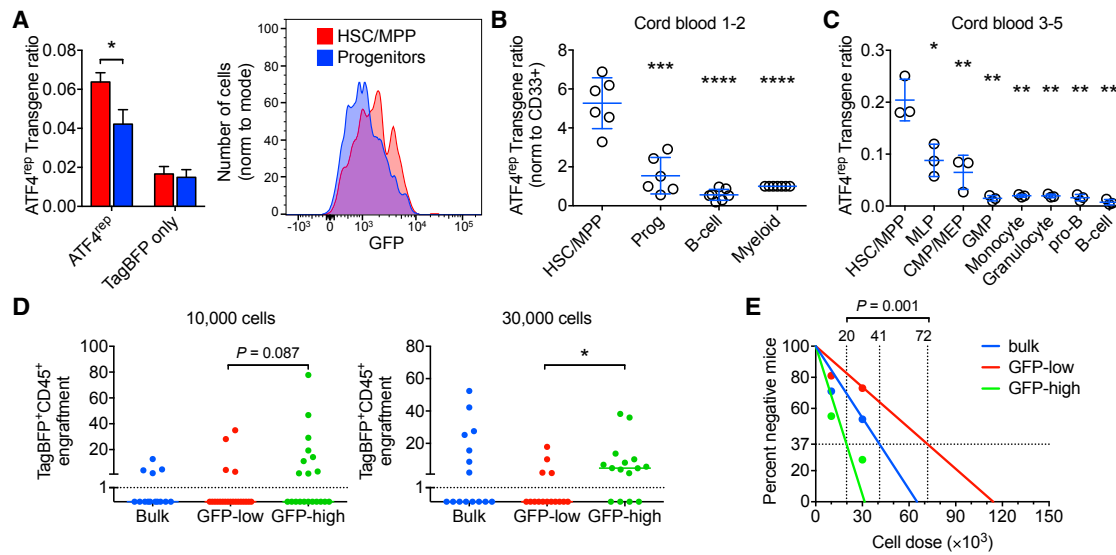 A
ATF4rep Transgene ratio
0.08
0.06
0.04
0.02
0.00
*
ATF4rep
TagBFP only
HSC/MPP
Progenitors
Number of cells
(norm to mode)
100
80
60
40
20
0
-10³ 0 10³ 10⁴ 10⁵
GFP
B
Cord blood 1-2
ATF4rep Transgene ratio
(norm to CD33+)
8
6
4
2
0
*** **** ****
HSC/MPP
Prog
B-cell
Myeloid
C
Cord blood 3-5
ATF4rep Transgene ratio
0.3
0.2
0.1
0.0
* ** ** ** ** ** **
HSC/MPP
MLP
CMP/MEP
GMP
Monocyte
Granulocyte
pro-B
B-cell
D
10,000 cells
TagBFP⁺CD45⁺
engraftment
100
80
60
40
20
1
P = 0.087
Bulk GFP-low GFP-high
30,000 cells
TagBFP⁺CD45⁺
engraftment
80
60
40
20
1
*
Bulk GFP-low GFP-high
E
P = 0.001
20 41 72
Percent negative mice
100
80
60
37
20
0
bulk
GFP-low
GFP-high
0 30 60 90 120 150
Cell dose (×10³)